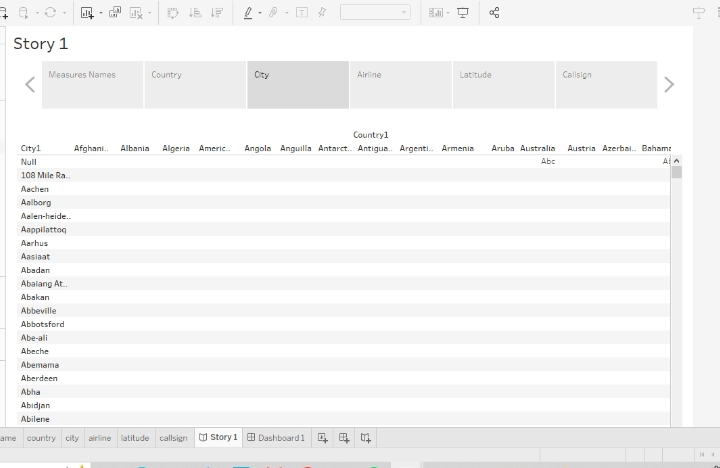 Story 1
Measures Names Country City Airline Latitude Callsign
Country1
City1 Afghani.. Albania Algeria Americ.. Angola Anguilla Antarct.. Antigua.. Argenti.. Armenia Aruba Australia Austria Azerbai.. Bahama
Null Abc
108 Mile Ra..
Aachen
Aalborg
Aalen-heide..
Aappilattoq
Aarhus
Aasiaat
Abadan
Abalang At..
Abakan
Abbeville
Abbotsford
Abe-ali
Abeche
Abemama
Aberdeen
Abha
Abidjan
Abilene
ame country city airline latitude callsign Story 1 Dashboard 1